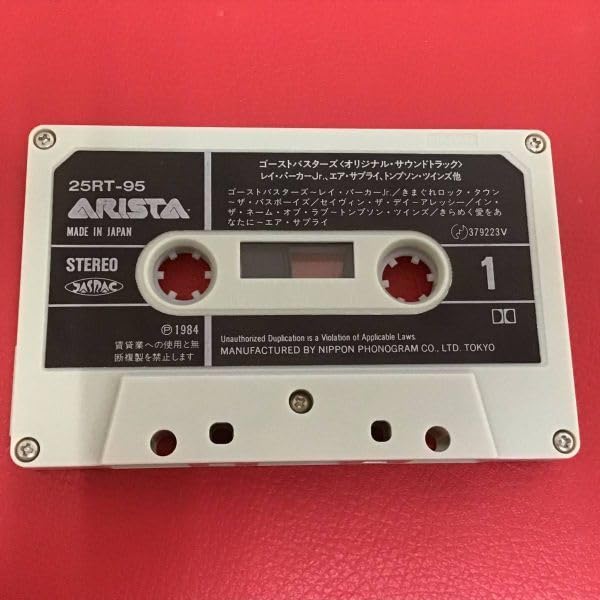 ゴーストバスターズ〈オリジナル・サウンドトラック〉
レイ・パーカーJr.、エア・サプライ、トンプソン・ツインズ他
25RT-95
ARISTA
MADE IN JAPAN
ゴーストバスターズ－レイ・パーカーJr./きまぐれロック・タウン
－ザ・バスボーイズ/セイヴィン・ザ・デイ－アレッシー/イン・
ザ・ネーム・オブ・ラブ－トンプソン・ツインズ/きらめく愛をあ
なたに－エア・サプライ
379223V
STEREO
JASRAC
1
Ⓟ1984
賃貸業への使用と無
断複製を禁止します
Unauthorized Duplication is a Violation of Applicable Laws.
MANUFACTURED BY NIPPON PHONOGRAM CO., LTD. TOKYO